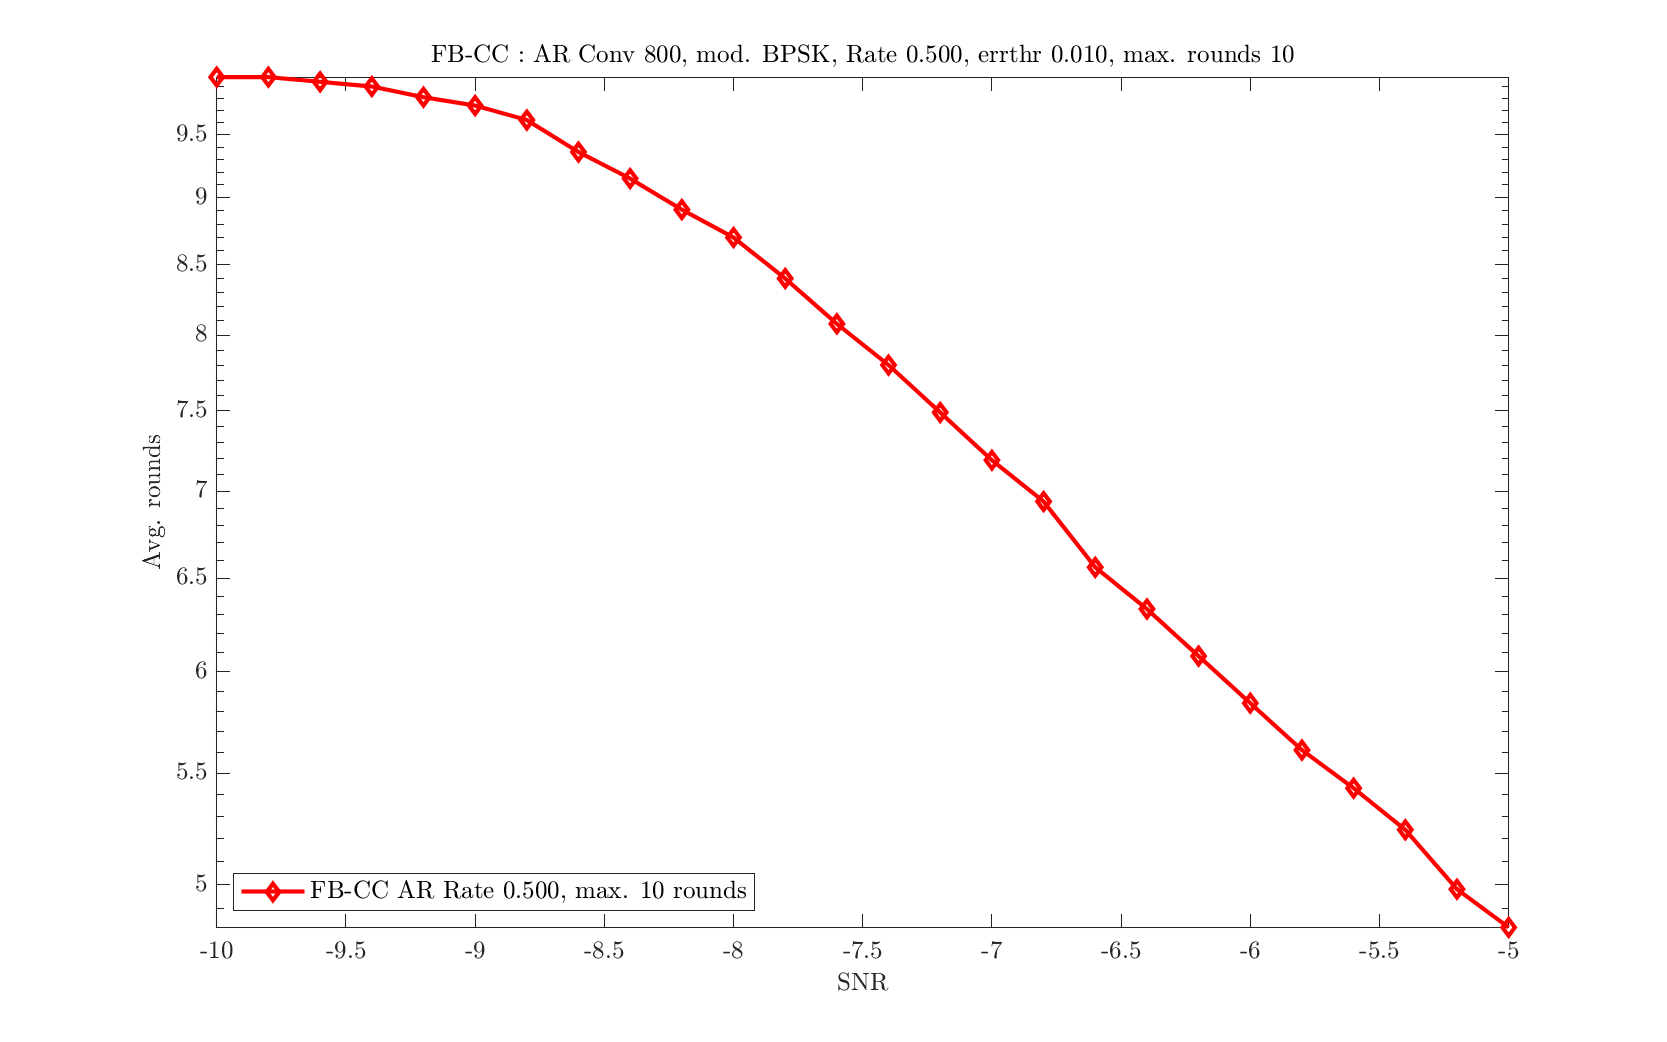 FB-CC : AR Conv 800, mod. BPSK, Rate 0.500, errthr 0.010, max. rounds 10
9.5
9
8.5
8
7.5
7
6.5
6
5.5
5
Avg. rounds
FB-CC AR Rate 0.500, max. 10 rounds
-10 -9.5 -9 -8.5 -8 -7.5 -7 -6.5 -6 -5.5 -5
SNR